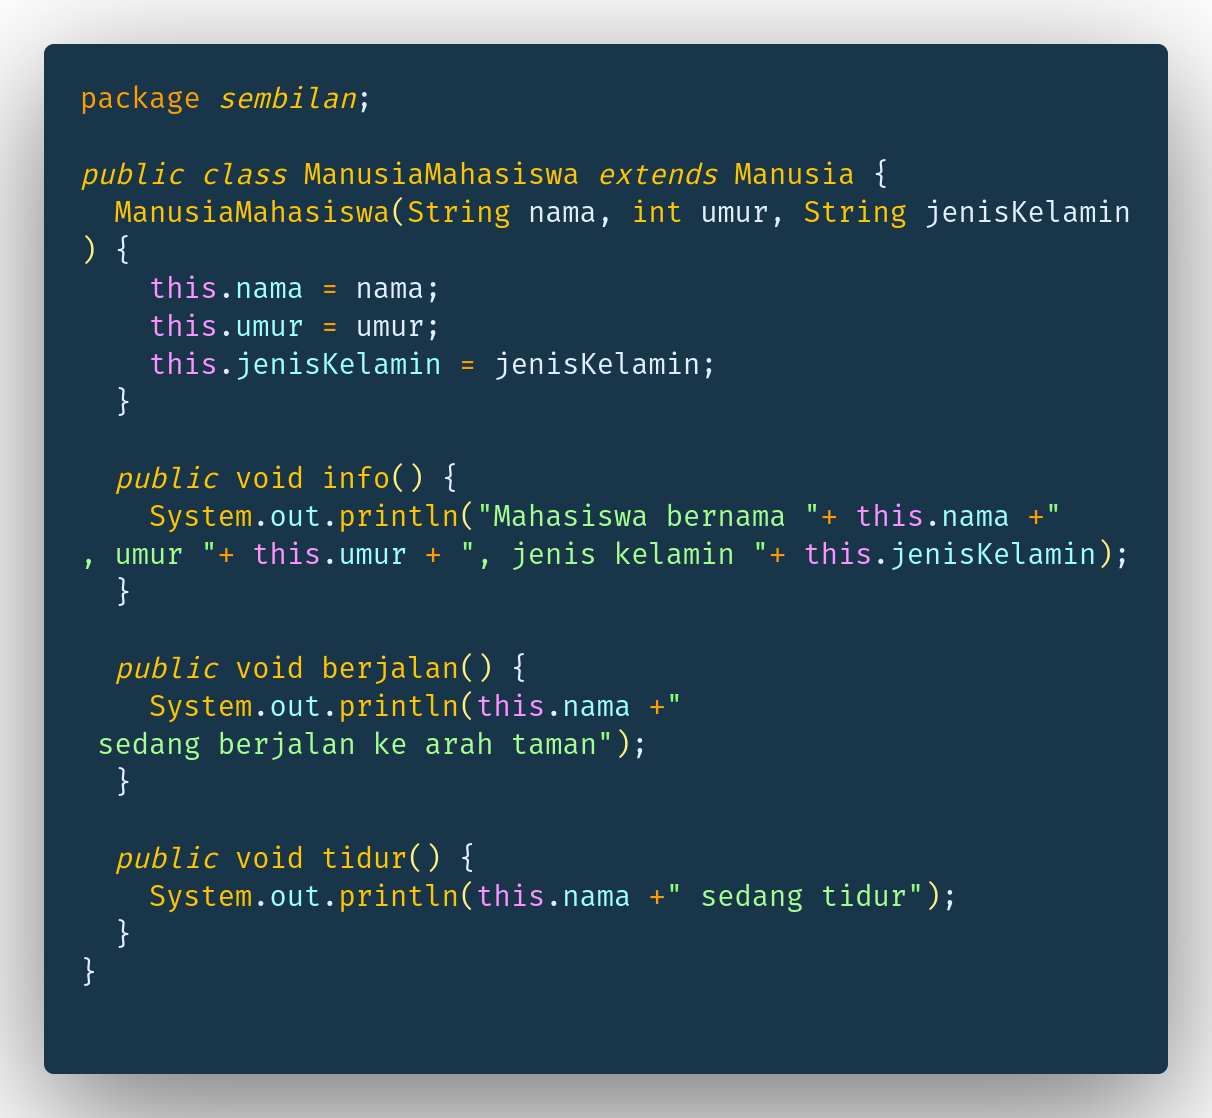 package sembilan;
public class ManusiaMahasiswa extends Manusia {
  ManusiaMahasiswa(String nama, int umur, String jenisKelamin
) {
    this.nama = nama;
    this.umur = umur;
    this.jenisKelamin = jenisKelamin;
  }
  public void info() {
    System.out.println("Mahasiswa bernama "+ this.nama +"
, umur "+ this.umur + ", jenis kelamin "+ this.jenisKelamin);
  }
  public void berjalan() {
    System.out.println(this.nama +"
 sedang berjalan ke arah taman");
  }
  public void tidur() {
    System.out.println(this.nama +" sedang tidur");
  }
}